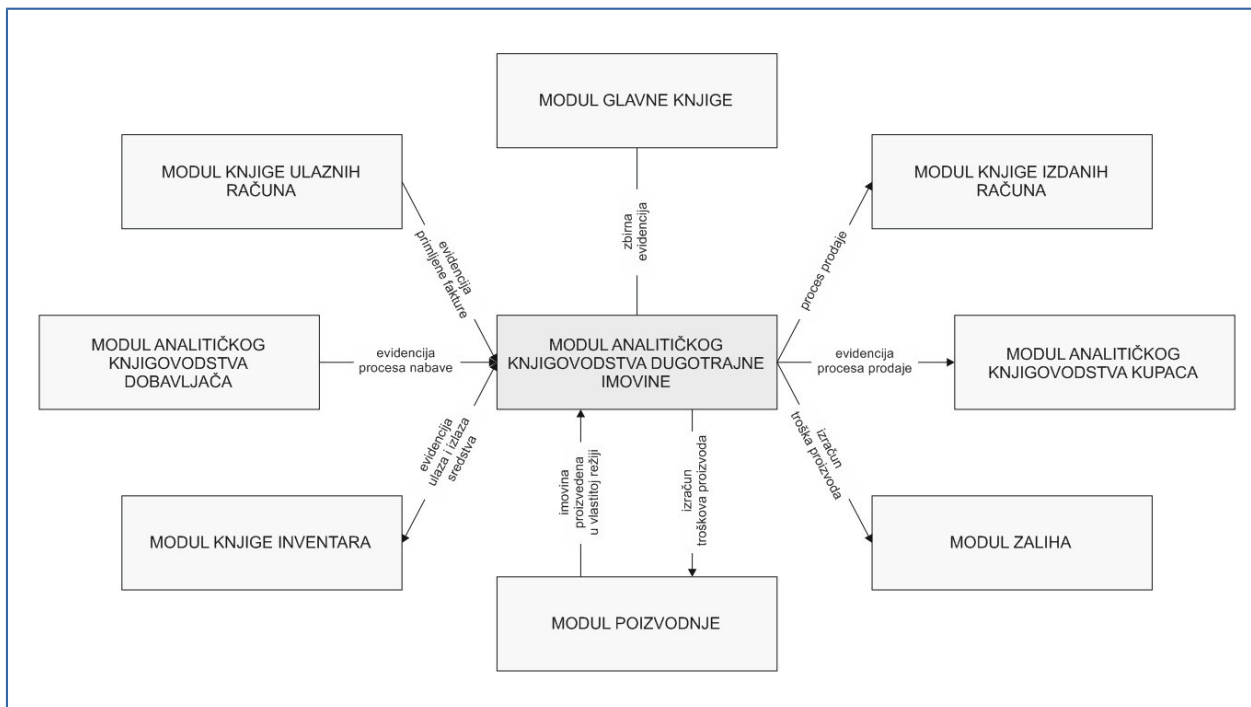 MODUL GLAVNE KNJIGE
MODUL KNJIGE ULAZNIH
RAČUNA
MODUL KNJIGE IZDANIH
RAČUNA
evidencija
primljene fakture
zbirna
evidencija
proces prodaje
MODUL ANALITIČKOG
KNJIGOVODSTVA
DOBAVLJAČA
evidencija
procesa nabave
MODUL ANALITIČKOG
KNJIGOVODSTVA DUGOTRAJNE
IMOVINE
evidencija
procesa prodaje
MODUL ANALITIČKOG
KNJIGOVODSTVA KUPACA
evidencija
ulaza i izlaza
sredstva
imovina
proizvedena
u vlastitoj režiji
izračun
troškova proizvoda
izračun
troška proizvoda
MODUL KNJIGE INVENTARA
MODUL ZALIHA
MODUL POIZVODNJE